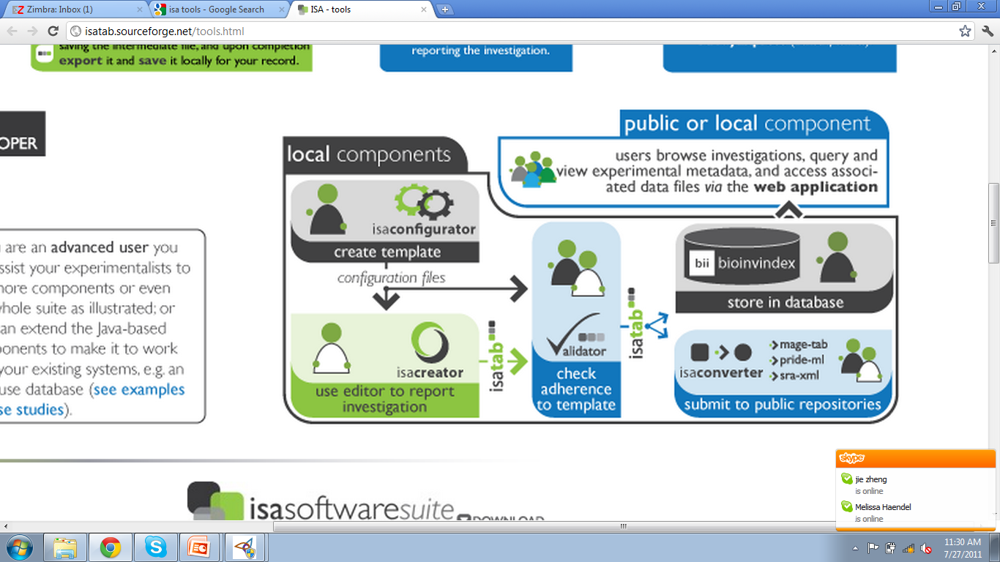 Zimbra: Inbox (1)
isa tools - Google Search
ISA - tools
isatab.sourceforge.net/tools.html
saving the intermediate file, and upon completion
export it and save it locally for your record.
reporting the investigation.
OPER
public or local component
users browse investigations, query and
view experimental metadata, and access associ-
ated data files via the web application
local components
isaconfigurator
create template
configuration files
are an advanced user you
ssist your experimentalists to
ore components or even
whole suite as illustrated; or
an extend the Java-based
ponents to make it to work
your existing systems, e.g. an
use database (see examples
se studies).
isacreator
use editor to report
investigation
isatab
alidator
check
adherence
to template
isatab
bii bioinvindex
store in database
isaconverter
mage-tab
pride-ml
sra-xml
submit to public repositories
isasoftwaresuite
DOWNLOAD
skype
jie zheng
is online
Melissa Haendel
is online
11:30 AM
7/27/2011